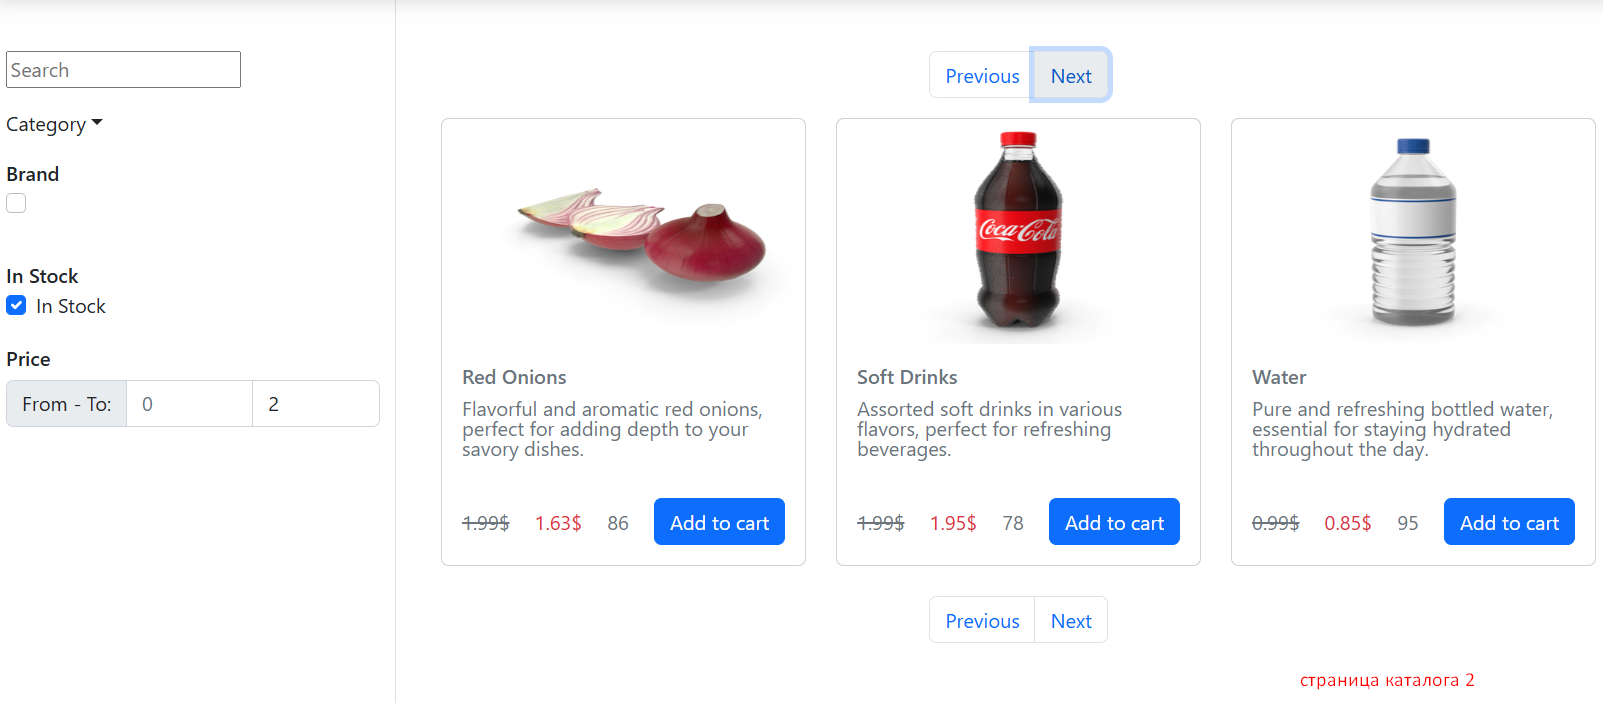 Search
Category
Brand
In Stock
In Stock
Price
From - To:
0
2
Previous
Next
Coca-Cola
Red Onions
Flavorful and aromatic red onions,
perfect for adding depth to your
savory dishes.
1.99$
1.63$
86
Add to cart
Soft Drinks
Assorted soft drinks in various
flavors, perfect for refreshing
beverages.
1.99$
1.95$
78
Add to cart
Water
Pure and refreshing bottled water,
essential for staying hydrated
throughout the day.
0.99$
0.85$
95
Add to cart
Previous
Next
страница каталога 2